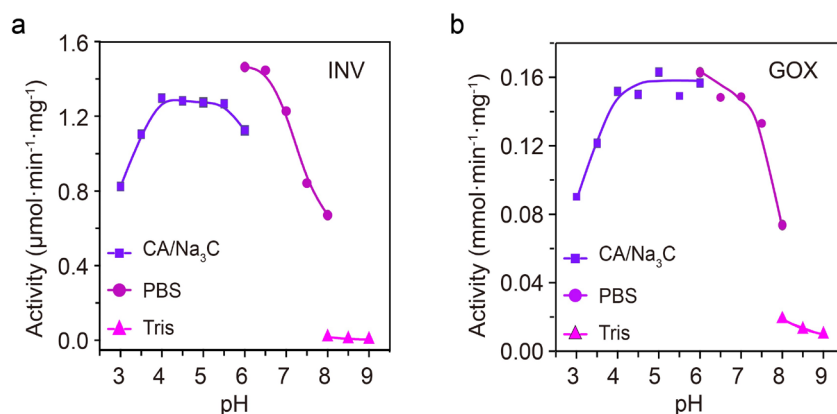 a
INV
Activity (μmol·min⁻¹·mg⁻¹)
1.6
1.2
0.8
0.4
0.0
CA/Na₃C
PBS
Tris
3 4 5 6 7 8 9
pH
b
GOX
Activity (mmol·min⁻¹·mg⁻¹)
0.16
0.12
0.08
0.04
0.00
CA/Na₃C
PBS
Tris
3 4 5 6 7 8 9
pH